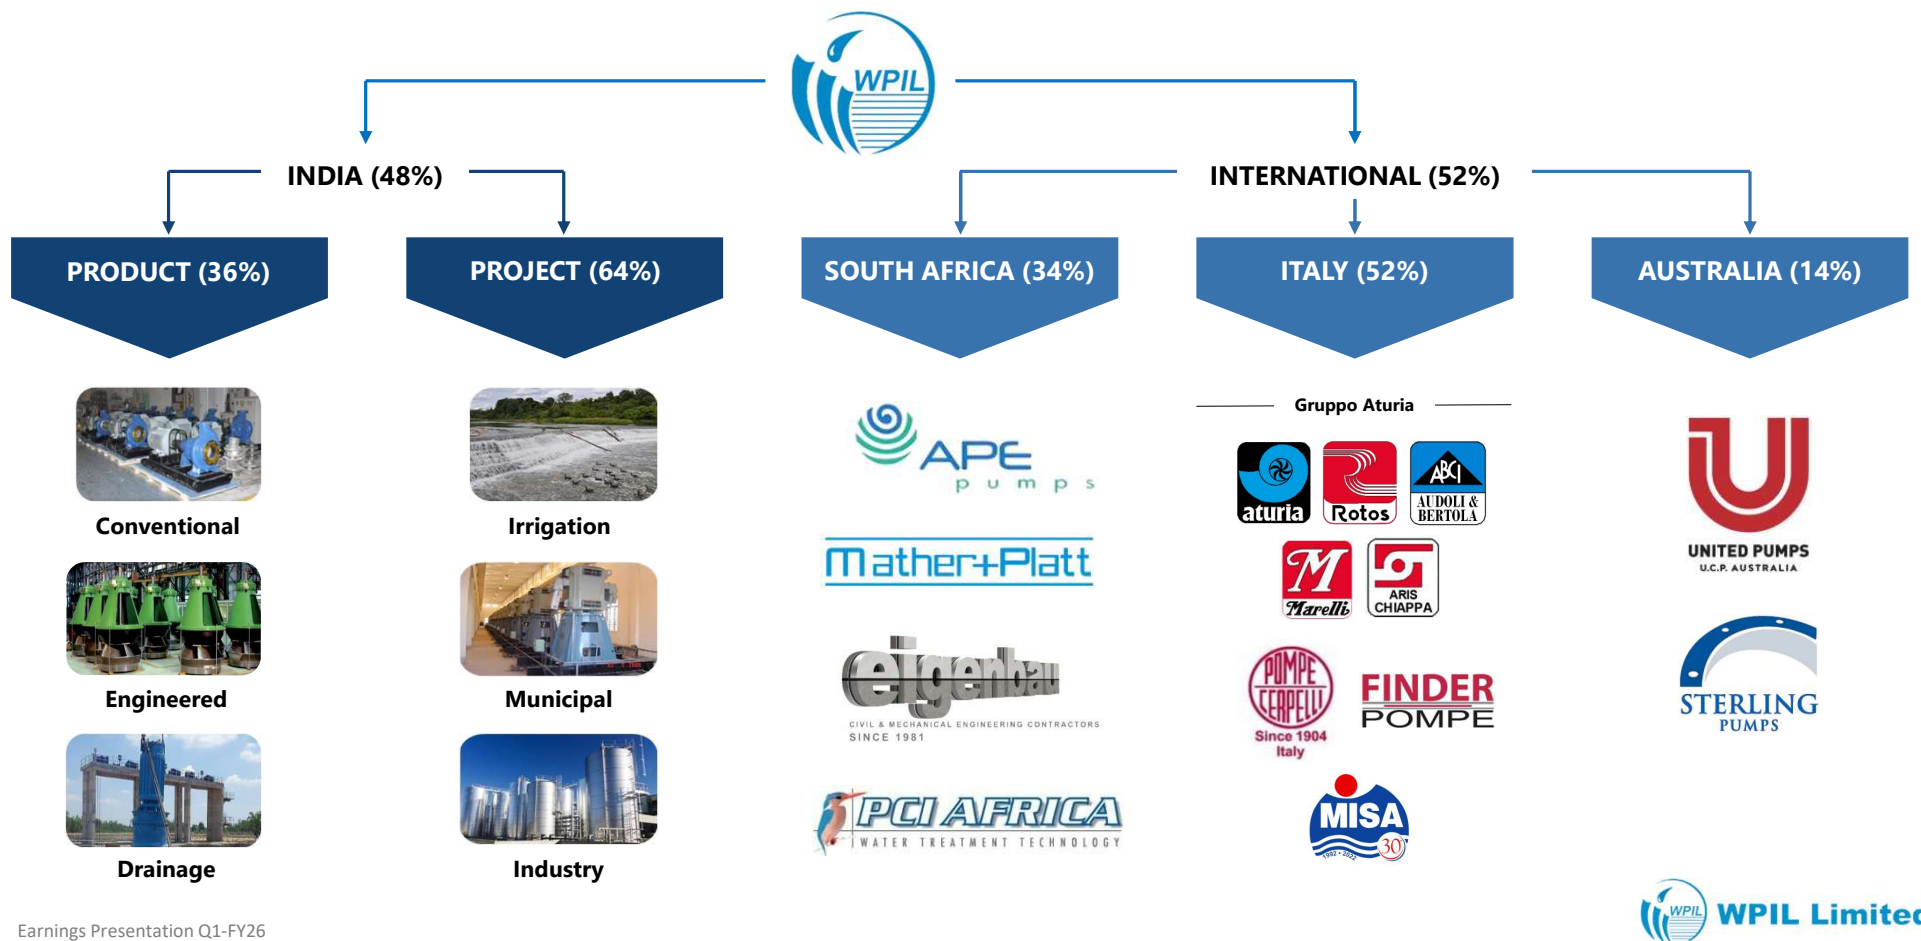 WPIL
INDIA (48%)
INTERNATIONAL (52%)
PRODUCT (36%)
PROJECT (64%)
SOUTH AFRICA (34%)
ITALY (52%)
AUSTRALIA (14%)
Conventional
Engineered
Drainage
Irrigation
Municipal
Industry
APE
pumps
Mather+Platt
eigenbau
CIVIL & MECHANICAL ENGINEERING CONTRACTORS
SINCE 1981
PCI AFRICA
WATER TREATMENT TECHNOLOGY
Gruppo Aturia
aturia
Rotos
ABCI
AUDOLI &
BERTOLA
M
Marelli
ARIS
CHIAPPA
POMPE
CERPELLI
Since 1904
Italy
FINDER
POMPE
MISA
30
1992 • 2022
UNITED PUMPS
U.C.P. AUSTRALIA
STERLING
PUMPS
Earnings Presentation Q1-FY26
WPIL
WPIL Limited